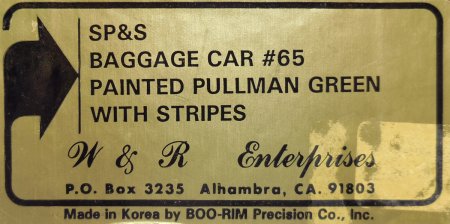 SP&S
BAGGAGE CAR #65
PAINTED PULLMAN GREEN
WITH STRIPES
W & R Enterprises
P.O. Box 3235 Alhambra, CA. 91803
Made in Korea by BOO-RIM Precision Co., Inc.